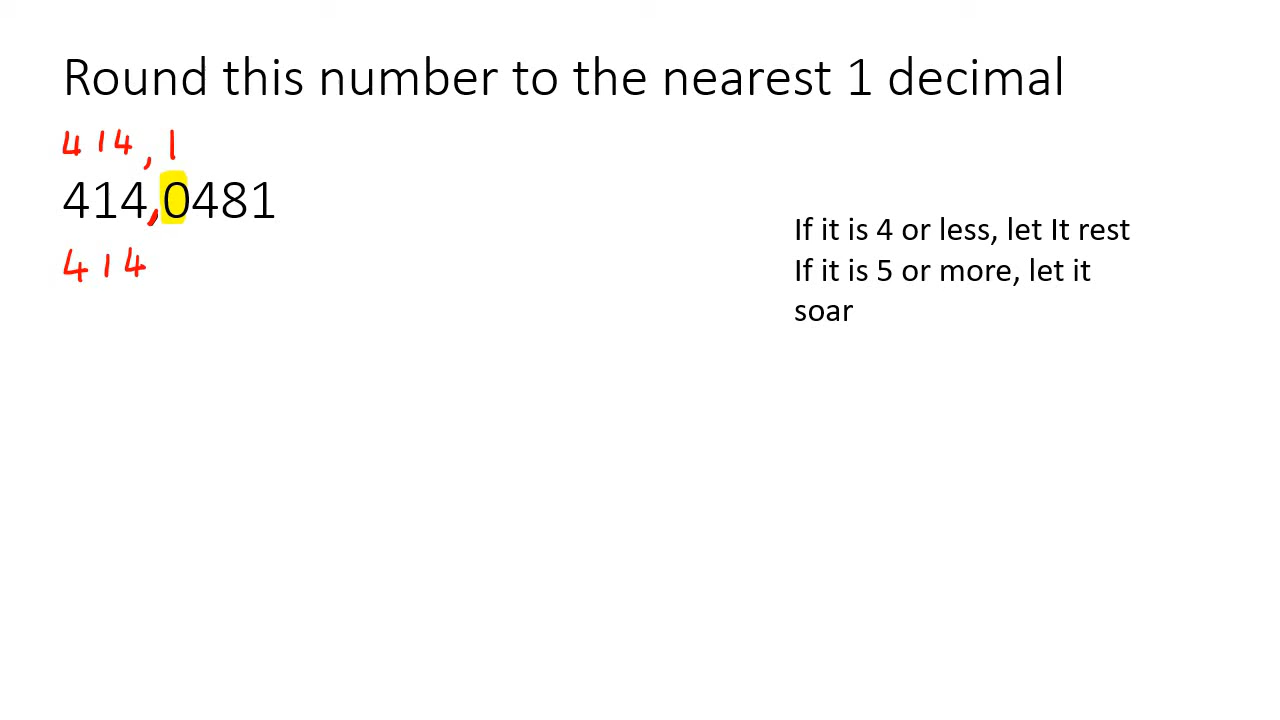 Round this number to the nearest 1 decimal
414,1
414,0481
414
If it is 4 or less, let It rest
If it is 5 or more, let it
soar